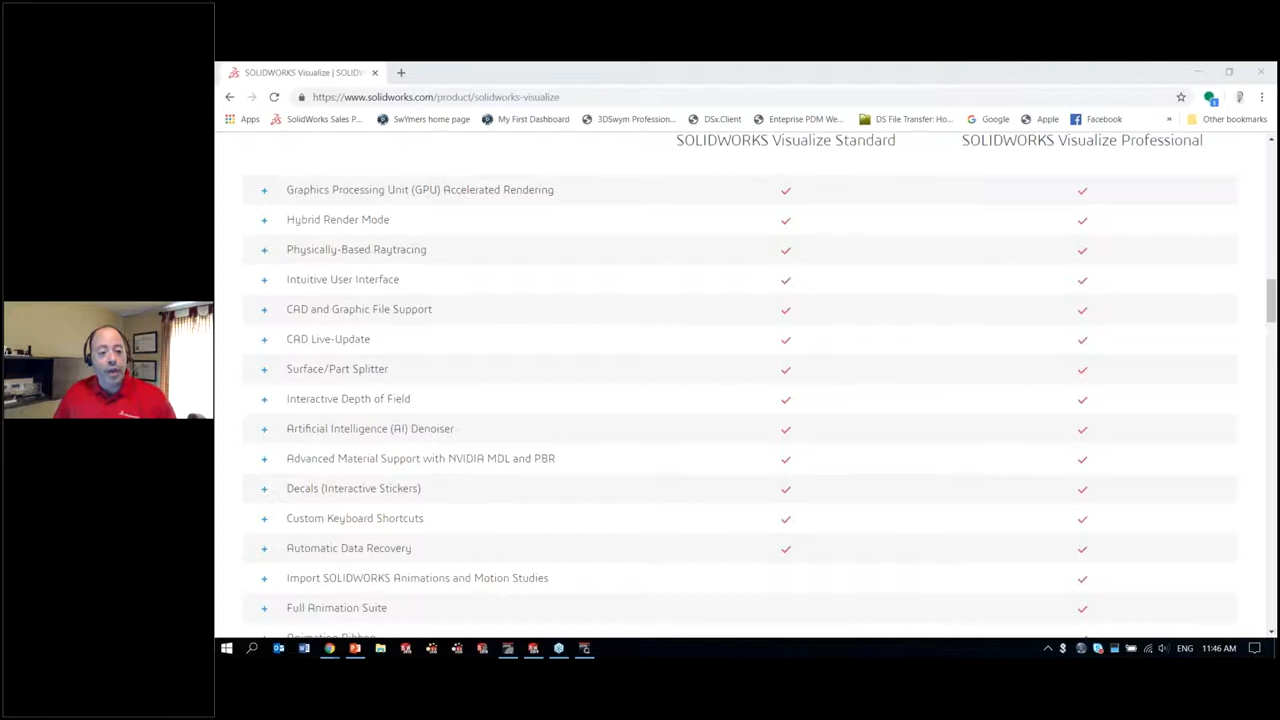 SOLIDWORKS Visualize | SOLIDW
https://www.solidworks.com/product/solidworks-visualize
Apps SolidWorks Sales P... SwYmers home page My First Dashboard 3DSwym Profession... DSx.Client Enteprise PDM We... DS File Transfer: Ho... Google Apple Facebook » Other bookmarks
SOLIDWORKS Visualize Standard SOLIDWORKS Visualize Professional
+ Graphics Processing Unit (GPU) Accelerated Rendering
+ Hybrid Render Mode
+ Physically-Based Raytracing
+ Intuitive User Interface
+ CAD and Graphic File Support
+ CAD Live-Update
+ Surface/Part Splitter
+ Interactive Depth of Field
+ Artificial Intelligence (AI) Denoiser
+ Advanced Material Support with NVIDIA MDL and PBR
+ Decals (Interactive Stickers)
+ Custom Keyboard Shortcuts
+ Automatic Data Recovery
+ Import SOLIDWORKS Animations and Motion Studies
+ Full Animation Suite
Animation Ribbon
ENG 11:46 AM